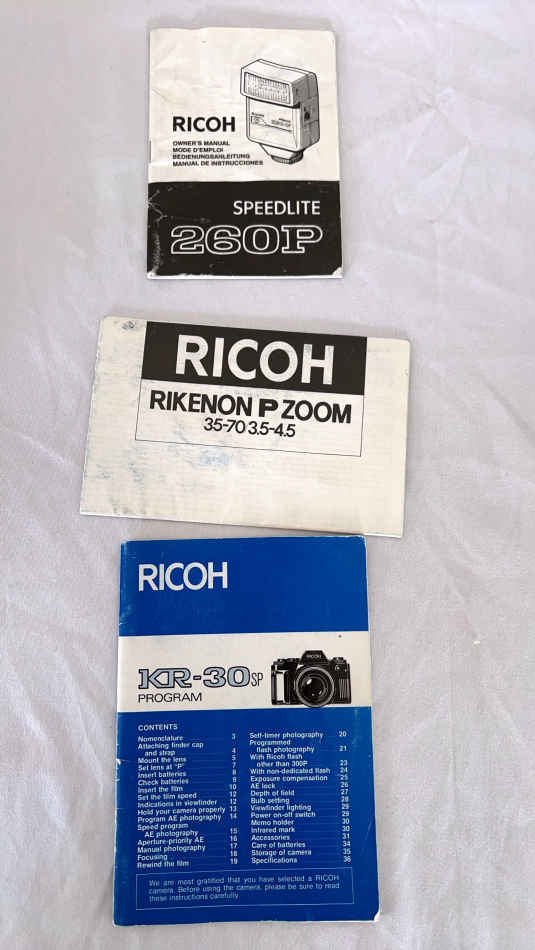 RICOH
OWNER'S MANUAL
MODE D'EMPLOI
BEDIENUNGSANLEITUNG
MANUAL DE INSTRUCCIONES
SPEEDLITE
260P
RICOH
RIKENON P ZOOM
35-70 3.5-4.5
RICOH
KR-30SP
PROGRAM
RICOH
CONTENTS
Nomenclature 3
Attaching finder cap
and strap 4
Mount the lens 5
Set lens at "P" 7
Insert batteries 8
Check batteries 9
Insert the film 10
Set the film speed 12
Indications in viewfinder 12
Hold your camera properly 13
Program AE photography 14
Speed program
AE photography 15
Aperture-priority AE 16
Manual photography 17
Focusing 18
Rewind the film 19
Self-timer photography 20
Programmed
flash photography 21
With Ricoh flash
other than 300P 23
With non-dedicated flash 24
Exposure compensation 25
AE lock 26
Depth of field 27
Bulb setting 28
Viewfinder lighting 29
Power on-off switch 29
Memo holder 30
Infrared mark 30
Accessories 31
Care of batteries 34
Storage of camera 35
Specifications 36
We are most gratified that you have selected a RICOH
camera. Before using the camera, please be sure to read
these instructions carefully.